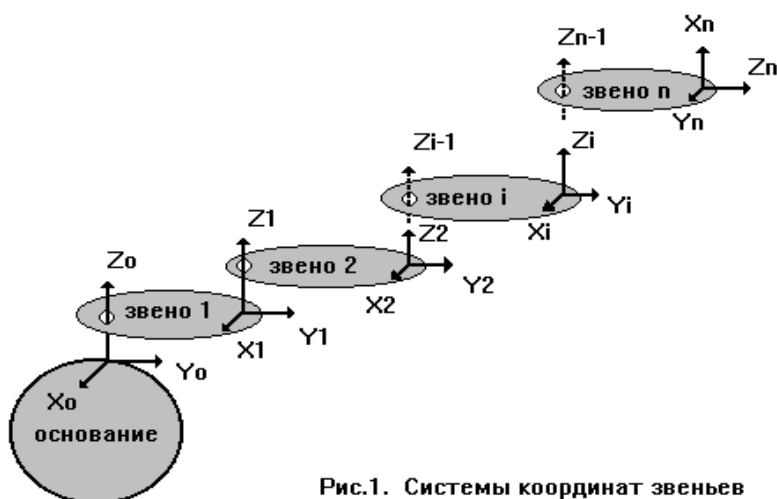 Xn
Zn-1
Zn
звено n
Yn
Zi-1
Zi
звено i
Yi
Xi
Z1
Z2
звено 2
Y2
X2
Zo
звено 1
Y1
X1
Yo
Xo
основание
Рис.1. Системы координат звеньев